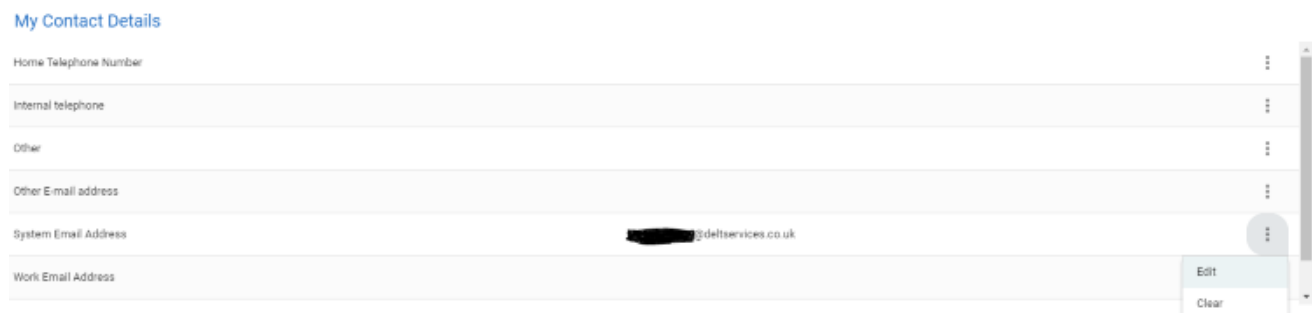 My Contact Details
Home Telephone Number
Internal telephone
Other
Other E-mail address
System Email Address @deltservices.co.uk
Work Email Address
Edit
Clear